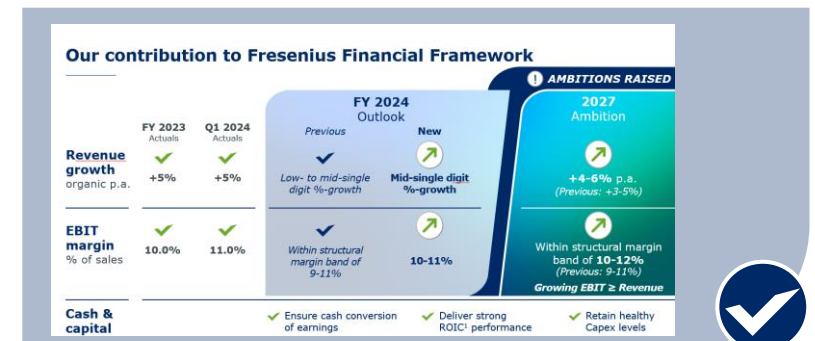 Our contribution to Fresenius Financial Framework
! AMBITIONS RAISED
FY 2024
Outlook
2027
Ambition
FY 2023
Actuals
Q1 2024
Actuals
Previous
New
Revenue
growth
organic p.a.
+5%
+5%
Low- to mid-single
digit %-growth
Mid-single digit
%-growth
+4-6% p.a.
(Previous: +3-5%)
EBIT
margin
% of sales
10.0%
11.0%
Within structural
margin band of
9-11%
10-11%
Within structural margin
band of 10-12%
(Previous: 9-11%)
Growing EBIT ≥ Revenue
Cash &
capital
Ensure cash conversion
of earnings
Deliver strong
ROIC¹ performance
Retain healthy
Capex levels